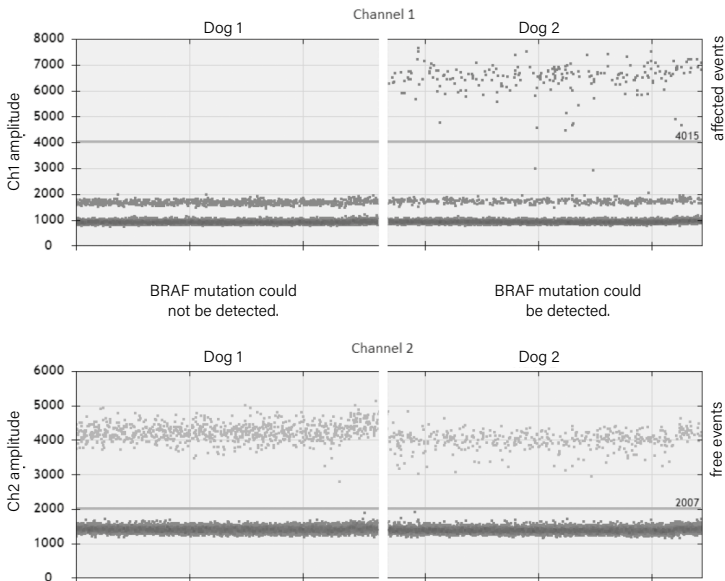 Channel 1
Dog 1
Dog 2
8000
7000
6000
5000
4000
3000
2000
1000
0
Ch1 amplitude
4015
affected events
BRAF mutation could
not be detected.
BRAF mutation could
be detected.
Channel 2
Dog 1
Dog 2
6000
5000
4000
3000
2000
1000
0
Ch2 amplitude
2007
free events